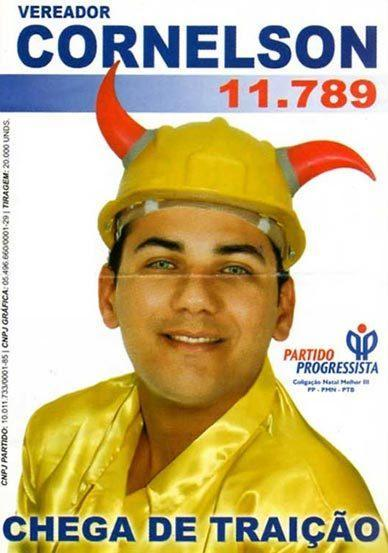 VEREADOR
CORNELSON
11.789
CNPJ PARTIDO: 10.011.733/0001-85 | CNPJ GRÁFICA: 05.496.660/0001-29 | TIRAGEM: 20.000 UNDS.
PARTIDO
PROGRESSISTA
Coligação Natal Melhor III
PP - PMN - PTB
CHEGA DE TRAIÇÃO